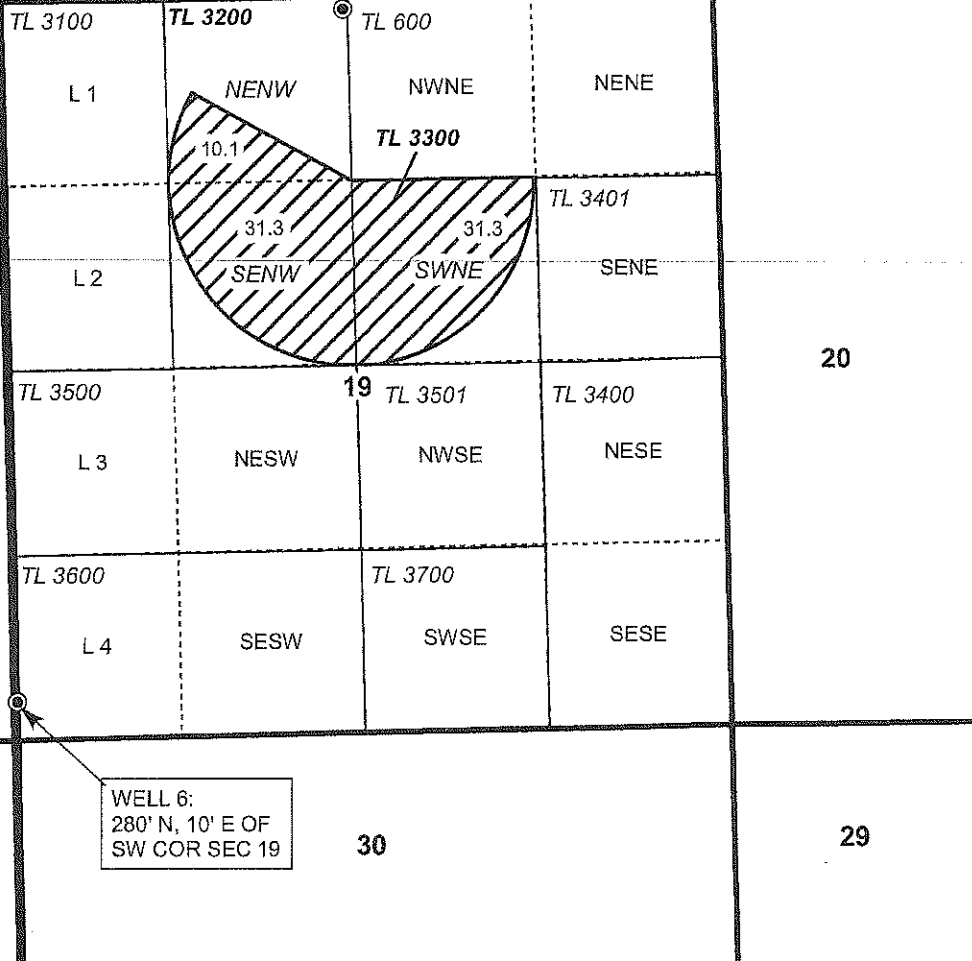 TL 3100
TL 3200
TL 600
L 1
NENW
NWNE
NENE
10.1
TL 3300
TL 3401
31.3
31.3
L 2
SENW
SWNE
SENE
20
19
TL 3500
TL 3501
TL 3400
L 3
NESW
NWSE
NESE
TL 3600
TL 3700
L 4
SESW
SWSE
SESE
WELL 6:
280' N, 10' E OF
SW COR SEC 19
30
29